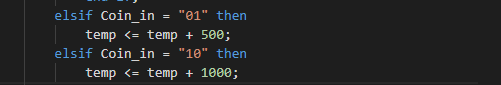 elsif Coin_in = "01" then
temp <= temp + 500;
elsif Coin_in = "10" then
temp <= temp + 1000;